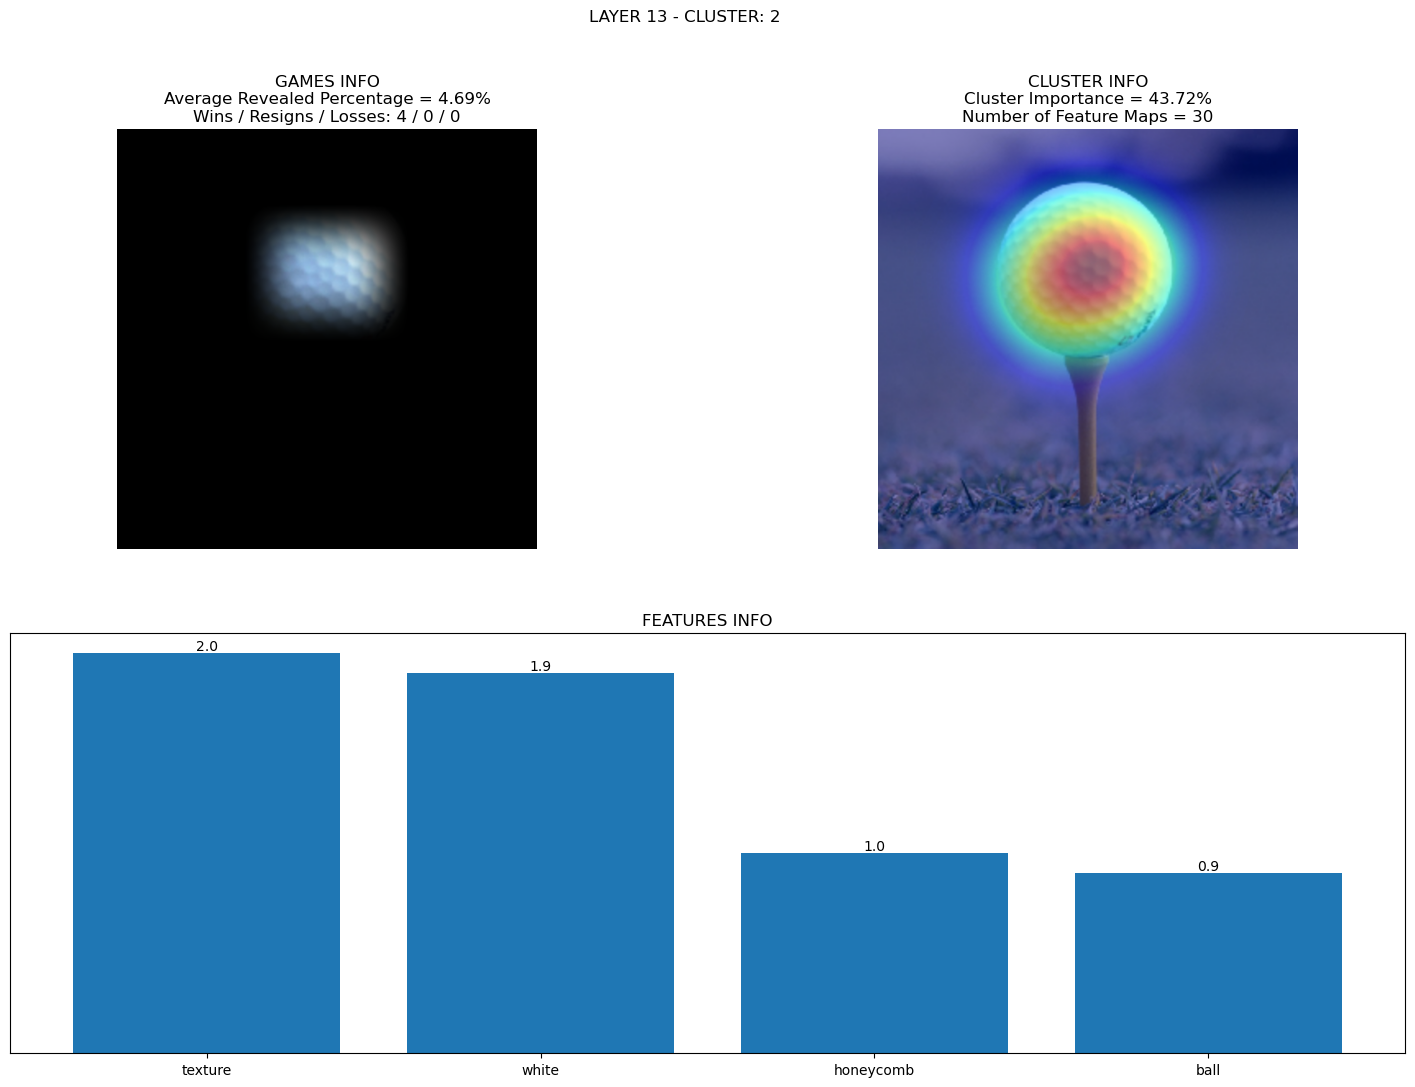 LAYER 13 - CLUSTER: 2
GAMES INFO
Average Revealed Percentage = 4.69%
Wins / Resigns / Losses: 4 / 0 / 0
CLUSTER INFO
Cluster Importance = 43.72%
Number of Feature Maps = 30
FEATURES INFO
2.0
1.9
1.0
0.9
texture
white
honeycomb
ball